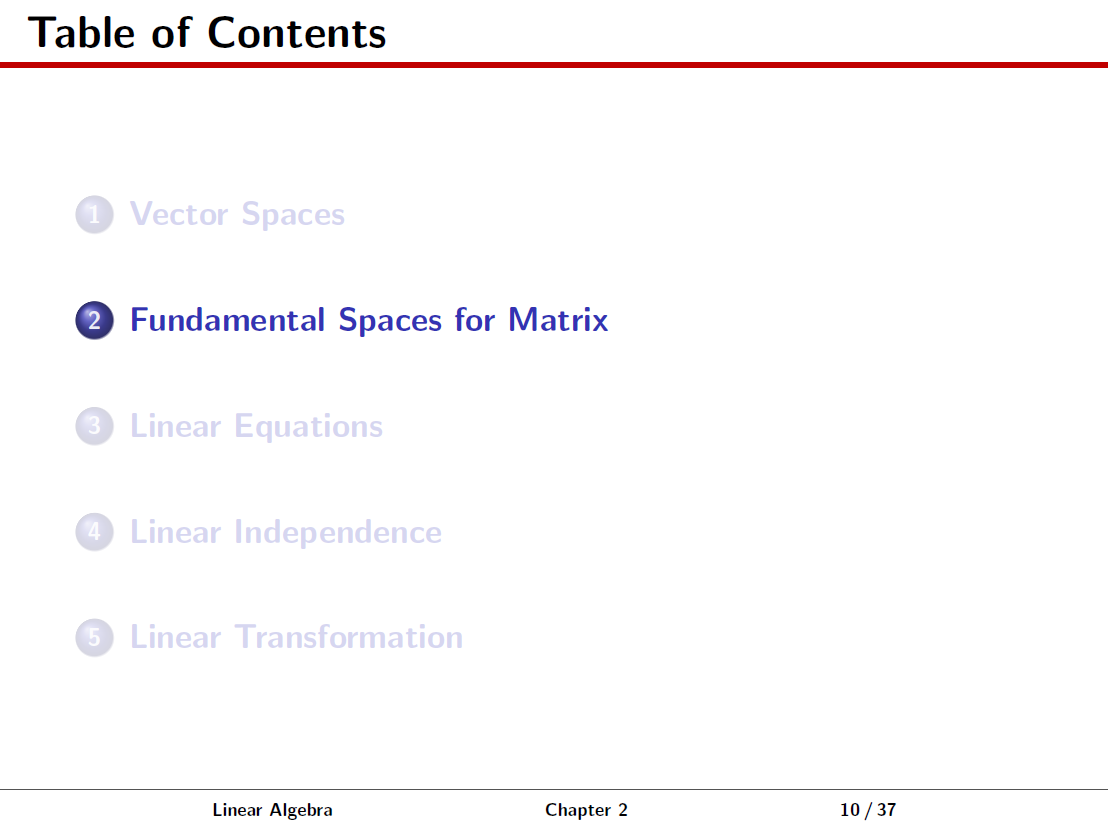 Table of Contents
1 Vector Spaces
2 Fundamental Spaces for Matrix
3 Linear Equations
4 Linear Independence
5 Linear Transformation
Linear Algebra Chapter 2 10 / 37